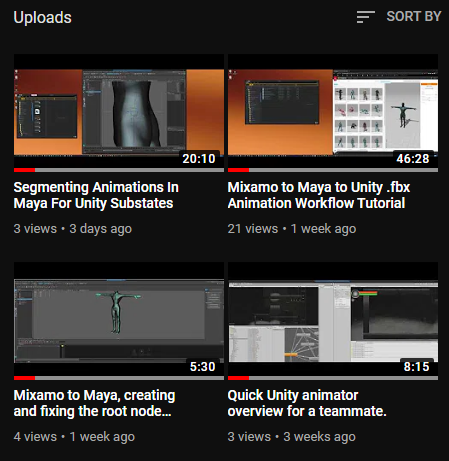 Uploads
SORT BY
20:10
46:28
Segmenting Animations In
Maya For Unity Substates
3 views • 3 days ago
Mixamo to Maya to Unity .fbx
Animation Workflow Tutorial
21 views • 1 week ago
5:30
8:15
Mixamo to Maya, creating
and fixing the root node...
4 views • 1 week ago
Quick Unity animator
overview for a teammate.
3 views • 3 weeks ago